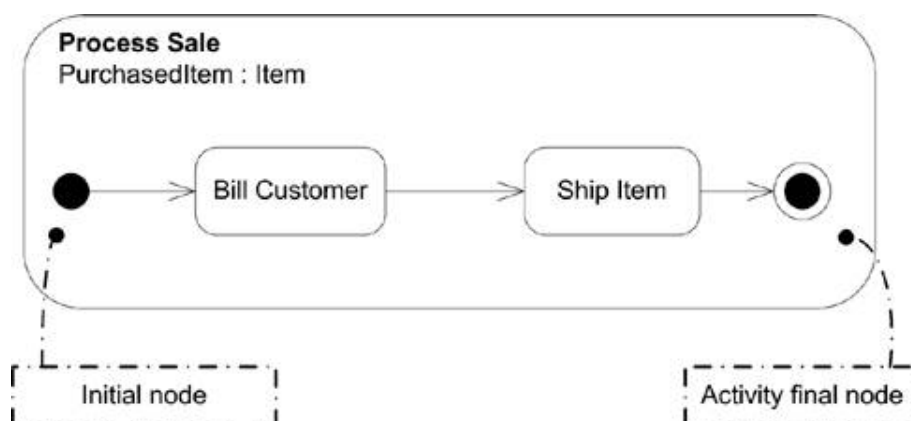 Process Sale
PurchasedItem : Item
Bill Customer
Ship Item
Initial node
Activity final node